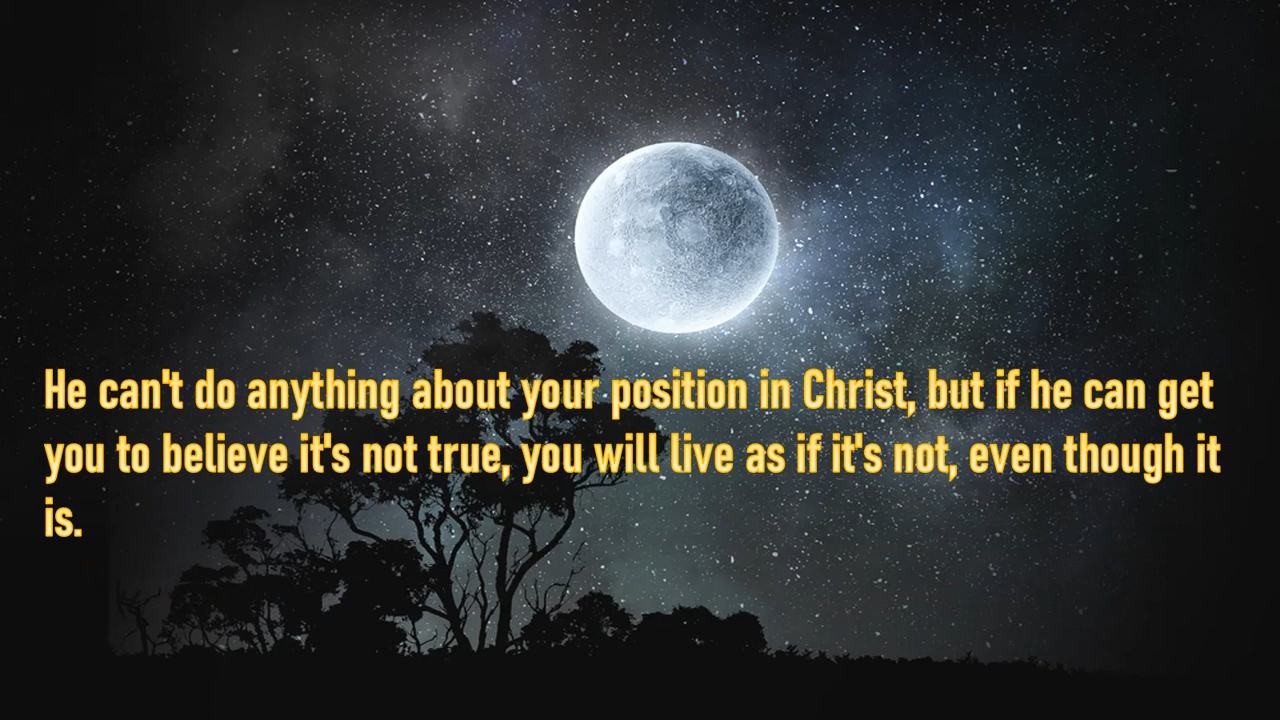 He can't do anything about your position in Christ, but if he can get
you to believe it's not true, you will live as if it's not, even though it
is.